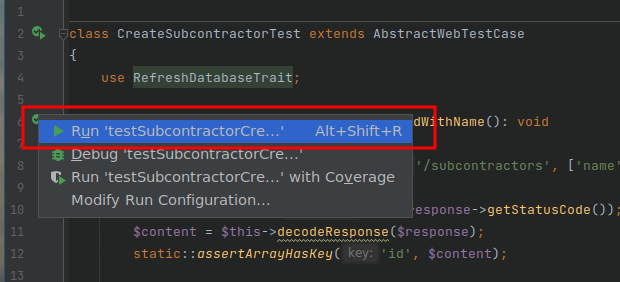 1
2 class CreateSubcontractorTest extends AbstractWebTestCase
3 {
4 use RefreshDatabaseTrait;
5
6 dWithName(): void
Run 'testSubcontractorCre...' Alt+Shift+R
7
Debug 'testSubcontractorCre...'
8 '/subcontractors', ['name'
Run 'testSubcontractorCre...' with Coverage
Modify Run Configuration...
10 response->getStatusCode());
11 $content = $this->decodeResponse($response);
12 static::assertArrayHasKey( key: 'id', $content);
13